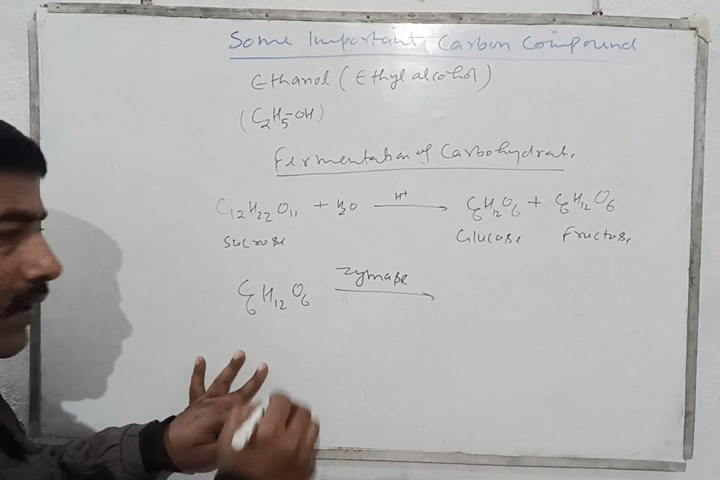 Some Important Carbon Compound
Ethanol (Ethyl alcohol)
(C₂H₅-OH)
Fermentation of Carbohydrate
C₁₂H₂₂O₁₁ + H₂O —H⁺→ C₆H₁₂O₆ + C₆H₁₂O₆
Sucrose Glucose Fructose
C₆H₁₂O₆ —Zymase→